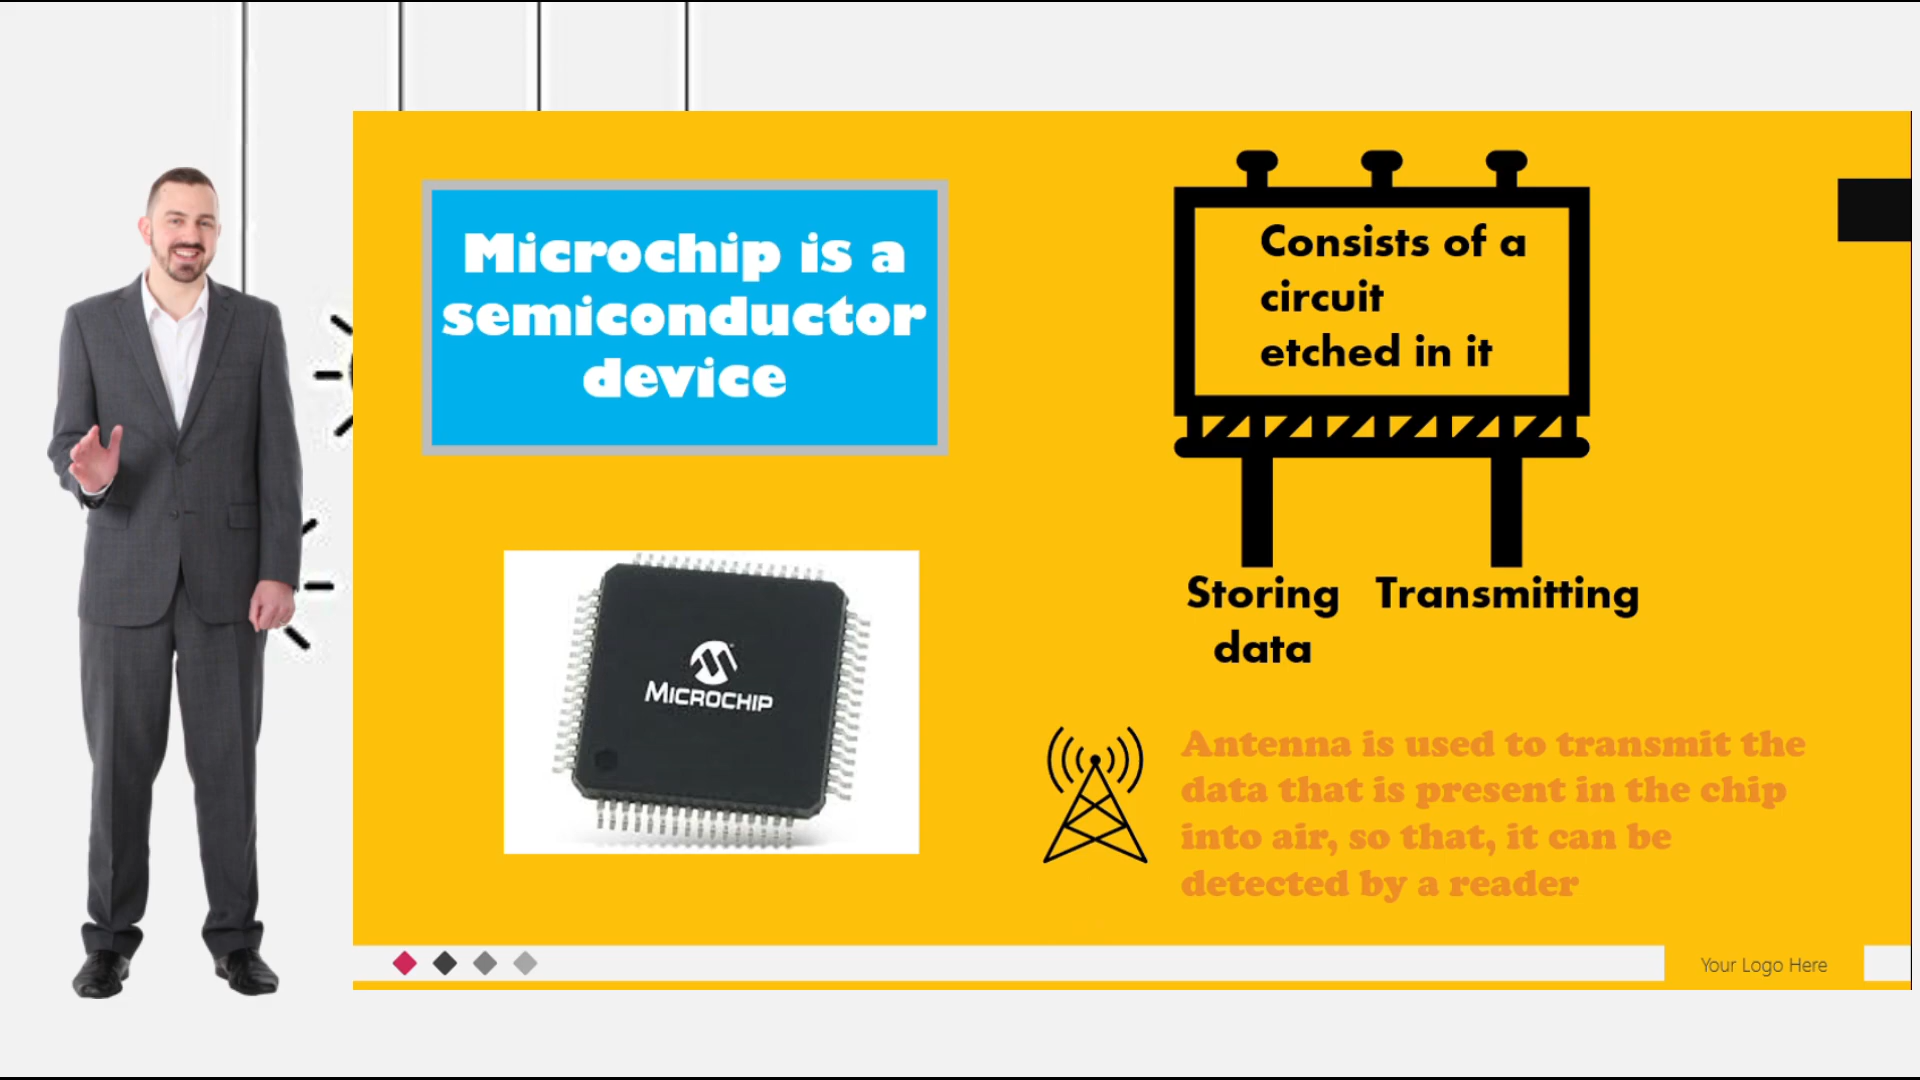 Microchip is a
semiconductor
device
Consists of a
circuit
etched in it
Storing
data
Transmitting
MICROCHIP
Antenna is used to transmit the
data that is present in the chip
into air, so that, it can be
detected by a reader
Your Logo Here